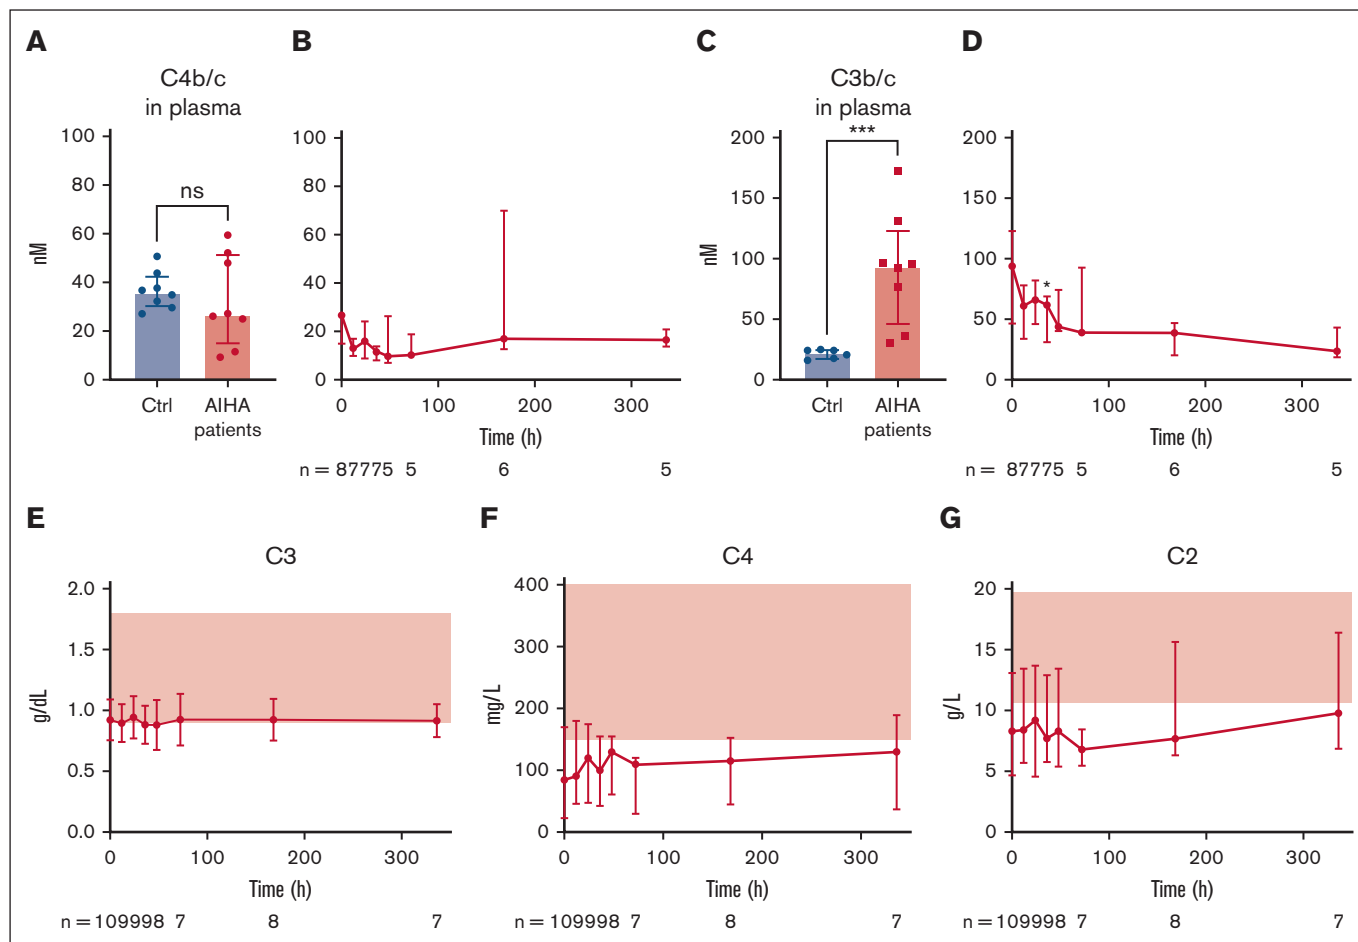 A
C4b/c
in plasma
nM
100
80
60
40
20
0
ns
Ctrl
AIHA
patients
B
100
80
60
40
20
0
0 100 200 300
Time (h)
n = 87775 5 6 5
C
C3b/c
in plasma
nM
200
150
100
50
0
***
Ctrl
AIHA
patients
D
200
150
100
50
0
*
0 100 200 300
Time (h)
n = 87775 5 6 5
E
C3
g/dL
2.0
1.5
1.0
0.5
0.0
0 100 200 300
Time (h)
n = 109998 7 8 7
F
C4
mg/L
400
300
200
100
0
0 100 200 300
Time (h)
n = 109998 7 8 7
G
C2
g/L
20
15
10
5
0
0 100 200 300
Time (h)
n = 109998 7 8 7